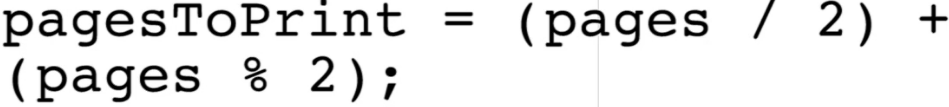 pagesToPrint = (pages / 2) +
(pages % 2);